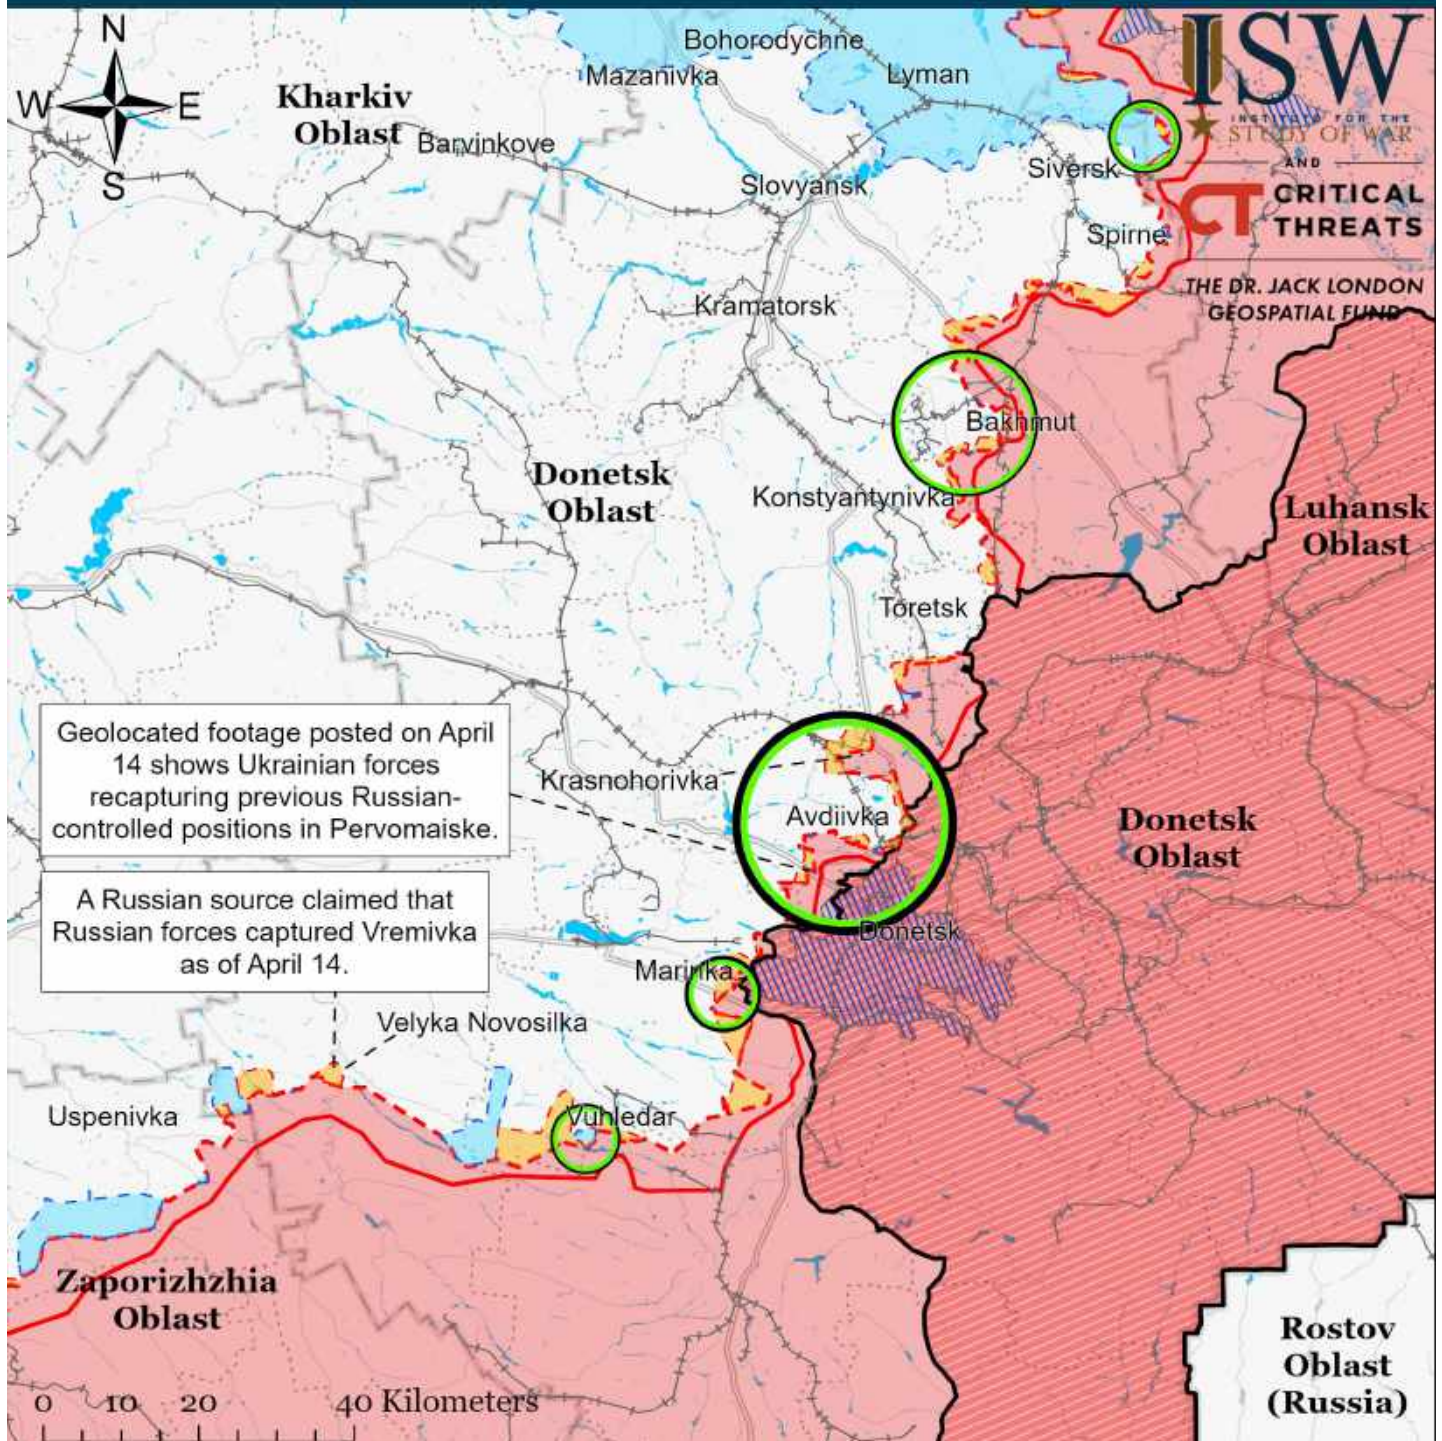 N
W
E
S
Kharkiv
Oblast
Barvinkove
Bohorodychne
Mazanivka
Lyman
Slovyansk
Siversk
Spirne
ISW
INSTITUTE FOR THE
STUDY OF WAR
AND
CT CRITICAL
THREATS
THE DR. JACK LONDON
GEOSPATIAL FUND
Kramatorsk
Bakhmut
Donetsk
Oblast
Konstyantynivka
Luhansk
Oblast
Toretsk
Geolocated footage posted on April
14 shows Ukrainian forces
recapturing previous Russian-
controlled positions in Pervomaiske.
Krasnohorivka
Avdiivka
Donetsk
Oblast
A Russian source claimed that
Russian forces captured Vremivka
as of April 14.
Donetsk
Marinka
Velyka Novosilka
Uspenivka
Vuhledar
Zaporizhzhia
Oblast
Rostov
Oblast
(Russia)
0 10 20 40 Kilometers